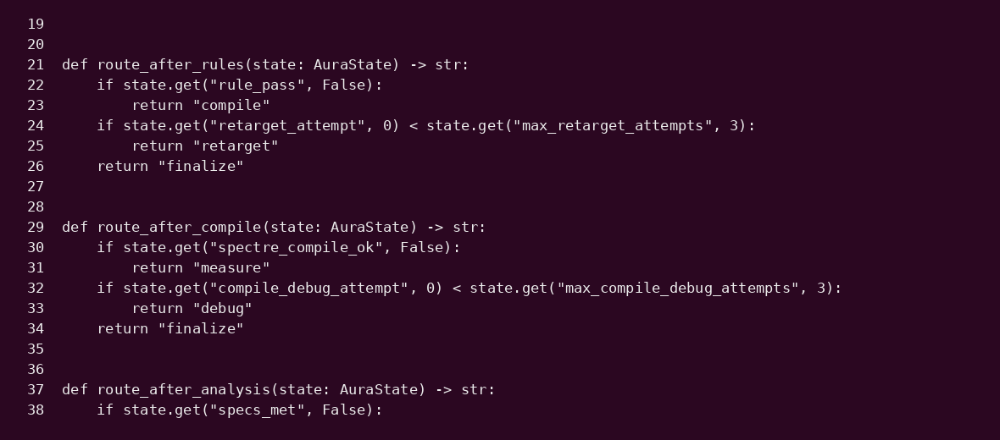 19
20
21  def route_after_rules(state: AuraState) -> str:
22      if state.get("rule_pass", False):
23          return "compile"
24      if state.get("retarget_attempt", 0) < state.get("max_retarget_attempts", 3):
25          return "retarget"
26      return "finalize"
27
28
29  def route_after_compile(state: AuraState) -> str:
30      if state.get("spectre_compile_ok", False):
31          return "measure"
32      if state.get("compile_debug_attempt", 0) < state.get("max_compile_debug_attempts", 3):
33          return "debug"
34      return "finalize"
35
36
37  def route_after_analysis(state: AuraState) -> str:
38      if state.get("specs_met", False):